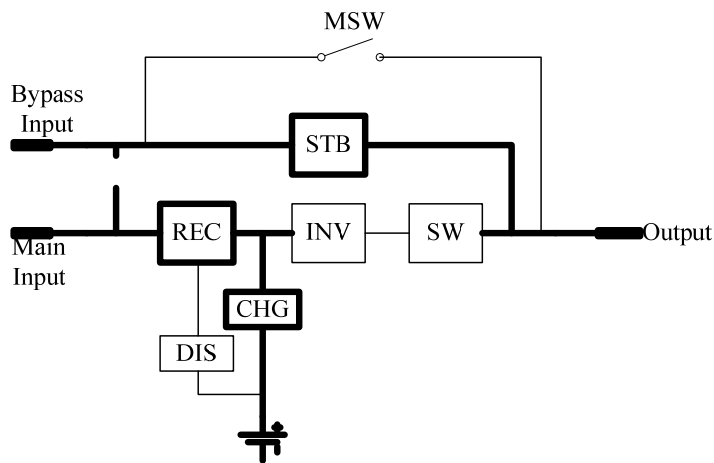 MSW
Bypass
Input
STB
REC
INV
SW
Output
Main
Input
CHG
DIS